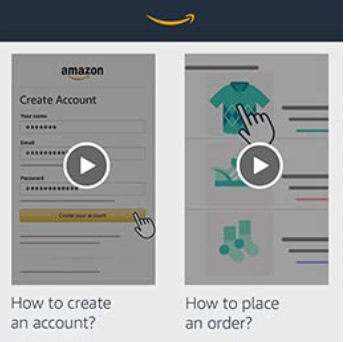 amazon
Create Account
Your name
Email
Password
Create your account
How to create
an account?
How to place
an order?